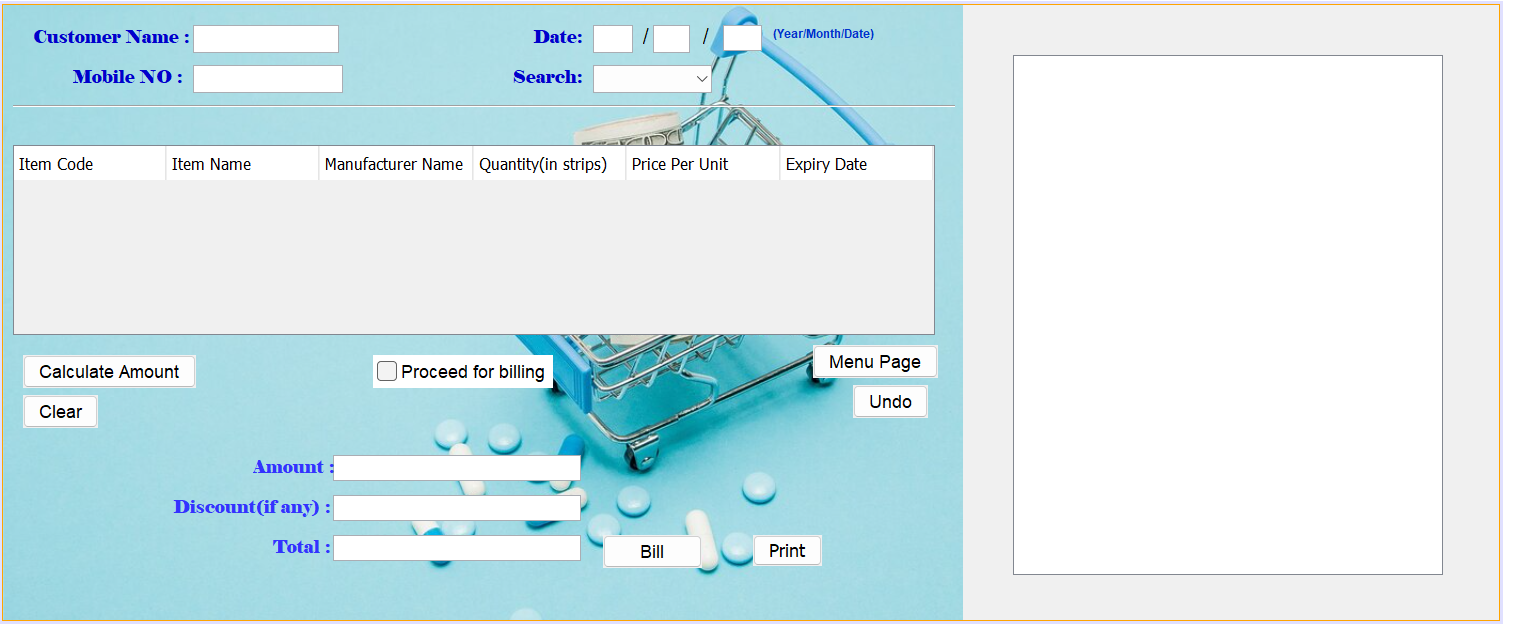 Customer Name :
Date: / / (Year/Month/Date)
Mobile NO :
Search:
Item Code
Item Name
Manufacturer Name
Quantity(in strips)
Price Per Unit
Expiry Date
Calculate Amount
Proceed for billing
Menu Page
Clear
Undo
Amount :
Discount(if any) :
Total :
Bill
Print